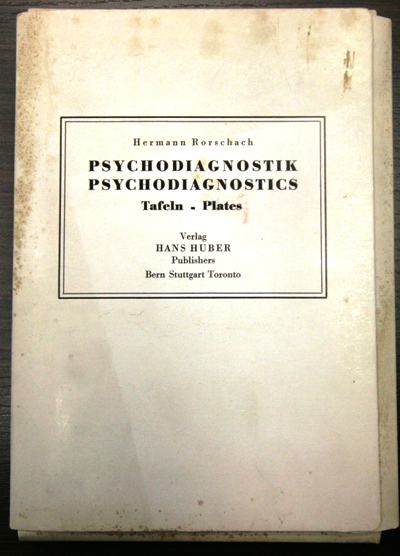 Hermann Rorschach
PSYCHODIAGNOSTIK
PSYCHODIAGNOSTICS
Tafeln - Plates
Verlag
HANS HUBER
Publishers
Bern Stuttgart Toronto